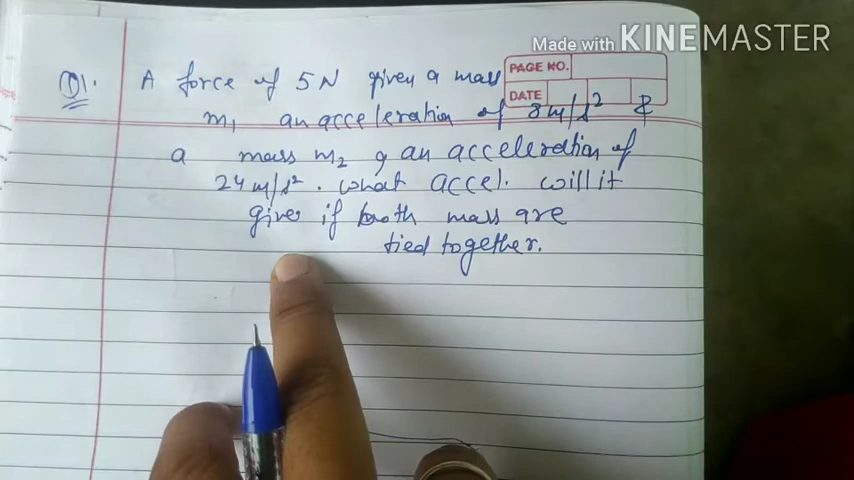 Made with KINEMASTER
PAGE NO.
DATE
Q1. A force of 5N given a mass
m₁ an acceleration of 8m/s² &
a mass m₂, an acceleration of
24m/s². what accel. will it
give if both mass are
tied together.